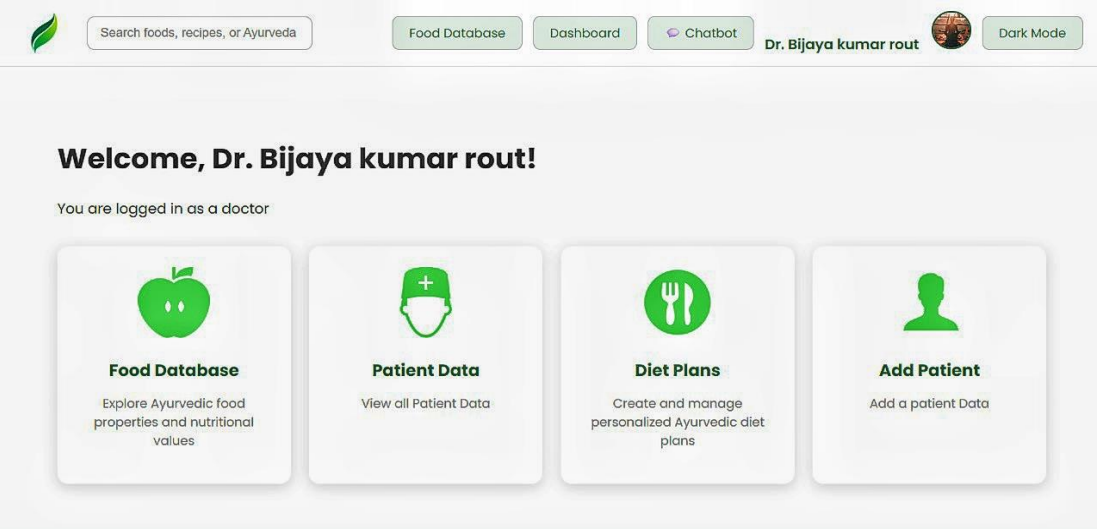 Search foods, recipes, or Ayurveda
Food Database
Dashboard
Chatbot
Dr. Bijaya kumar rout
Dark Mode
Welcome, Dr. Bijaya kumar rout!
You are logged in as a doctor
Food Database
Explore Ayurvedic food
properties and nutritional
values
Patient Data
View all Patient Data
Diet Plans
Create and manage
personalized Ayurvedic diet
plans
Add Patient
Add a patient Data